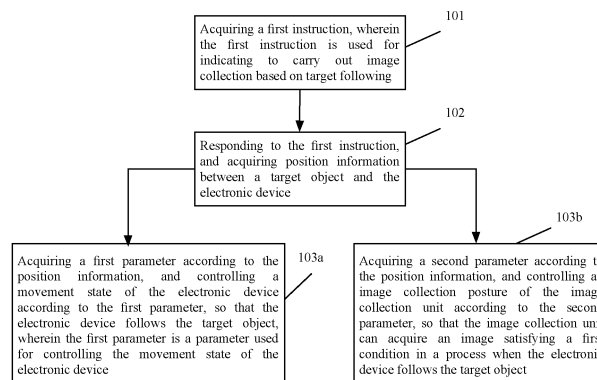 Acquiring a first instruction, wherein
the first instruction is used for
indicating to carry out image
collection based on target following
101
Responding to the first instruction,
and acquiring position information
between a target object and the
electronic device
102
Acquiring a first parameter according to the
position information, and controlling a
movement state of the electronic device
according to the first parameter, so that the
electronic device follows the target object,
wherein the first parameter is a parameter used
for controlling the movement state of the
electronic device
103a
Acquiring a second parameter according
the position information, and controlling
image collection posture of the
collection unit according to the
parameter, so that the image collection
can acquire an image satisfying a
condition in a process when the
device follows the target object
103b